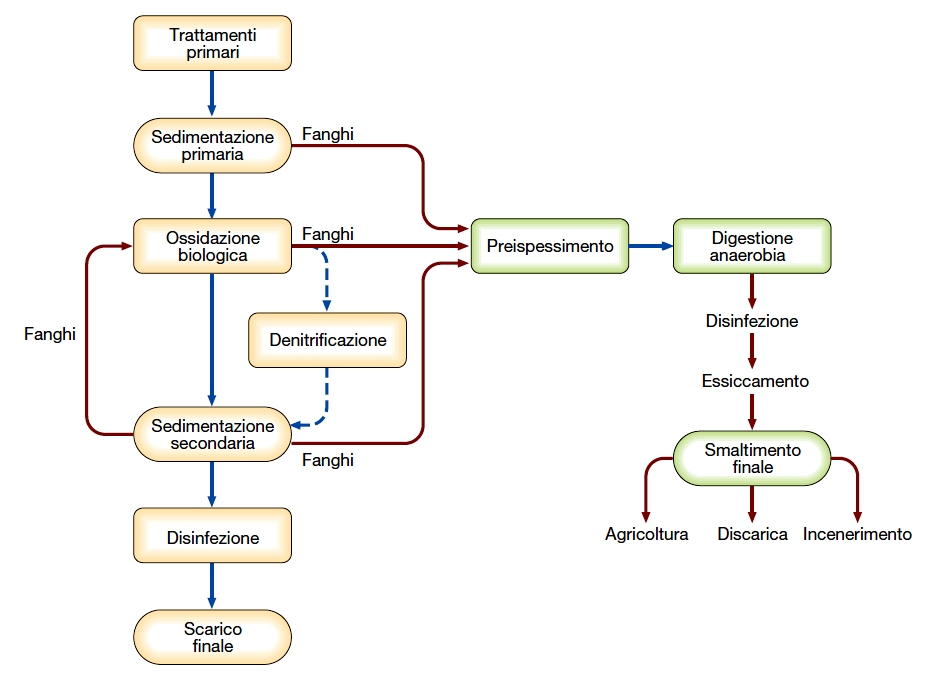 Trattamenti
primari
Sedimentazione
primaria
Fanghi
Ossidazione
biologica
Fanghi
Preispessimento
Digestione
anaerobia
Fanghi
Denitrificazione
Disinfezione
Essiccamento
Sedimentazione
secondaria
Fanghi
Smaltimento
finale
Agricoltura
Discarica
Incenerimento
Disinfezione
Scarico
finale